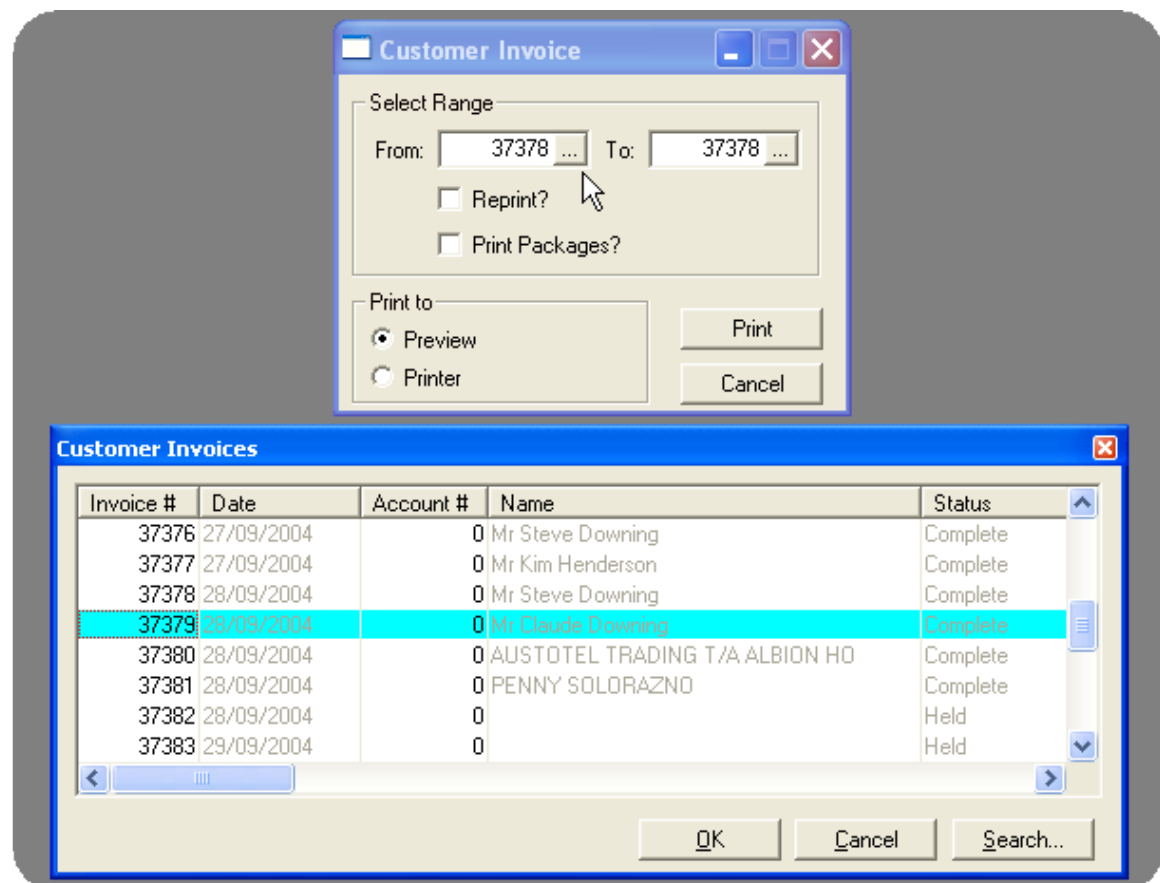 Customer Invoice
Select Range
From: 37378 ... To: 37378 ...
Reprint?
Print Packages?
Print to
Preview
Print
Printer
Cancel
Customer Invoices
Invoice # Date Account # Name Status
37376 27/09/2004 0 Mr Steve Downing Complete
37377 27/09/2004 0 Mr Kim Henderson Complete
37378 28/09/2004 0 Mr Steve Downing Complete
37379 28/09/2004 0 Mr Claude Downing Complete
37380 28/09/2004 0 AUSTOTEL TRADING T/A ALBION HO Complete
37381 28/09/2004 0 PENNY SOLORAZNO Complete
37382 28/09/2004 0 Held
37383 29/09/2004 0 Held
OK Cancel Search...